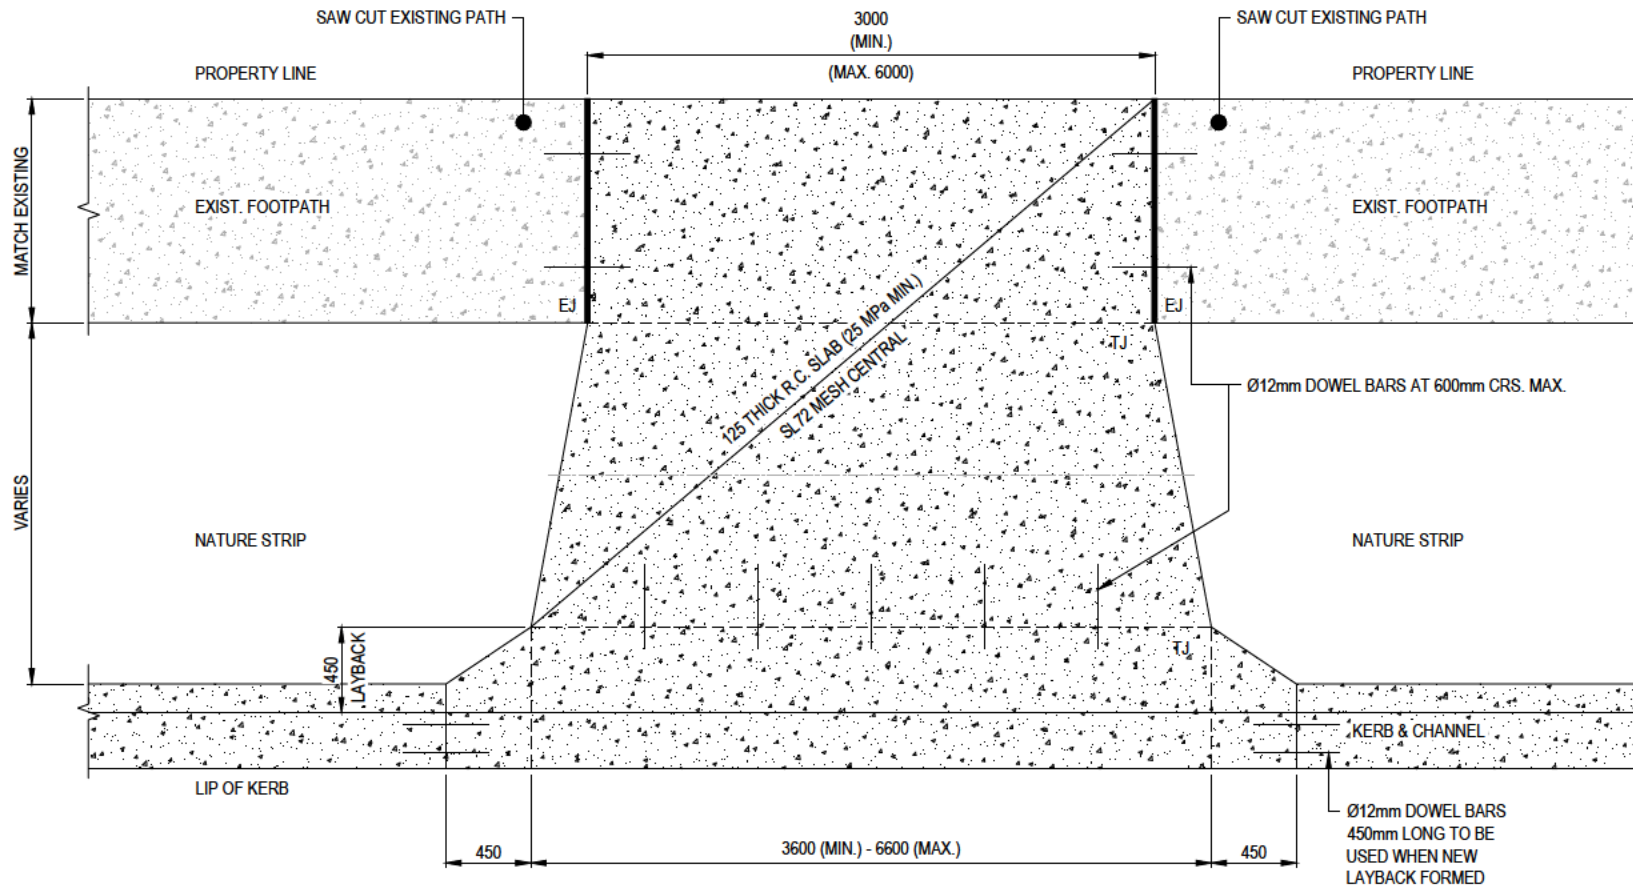 SAW CUT EXISTING PATH
3000
(MIN.)
(MAX. 6000)
SAW CUT EXISTING PATH
PROPERTY LINE
PROPERTY LINE
MATCH EXISTING
EXIST. FOOTPATH
EXIST. FOOTPATH
EJ
EJ
TJ
125 THICK R.C. SLAB (25 MPa MIN.)
SL72 MESH CENTRAL
Ø12mm DOWEL BARS AT 600mm CRS. MAX.
VARIES
NATURE STRIP
NATURE STRIP
450
LAYBACK
TJ
KERB & CHANNEL
LIP OF KERB
Ø12mm DOWEL BARS
450mm LONG TO BE
USED WHEN NEW
LAYBACK FORMED
450
3600 (MIN.) - 6600 (MAX.)
450